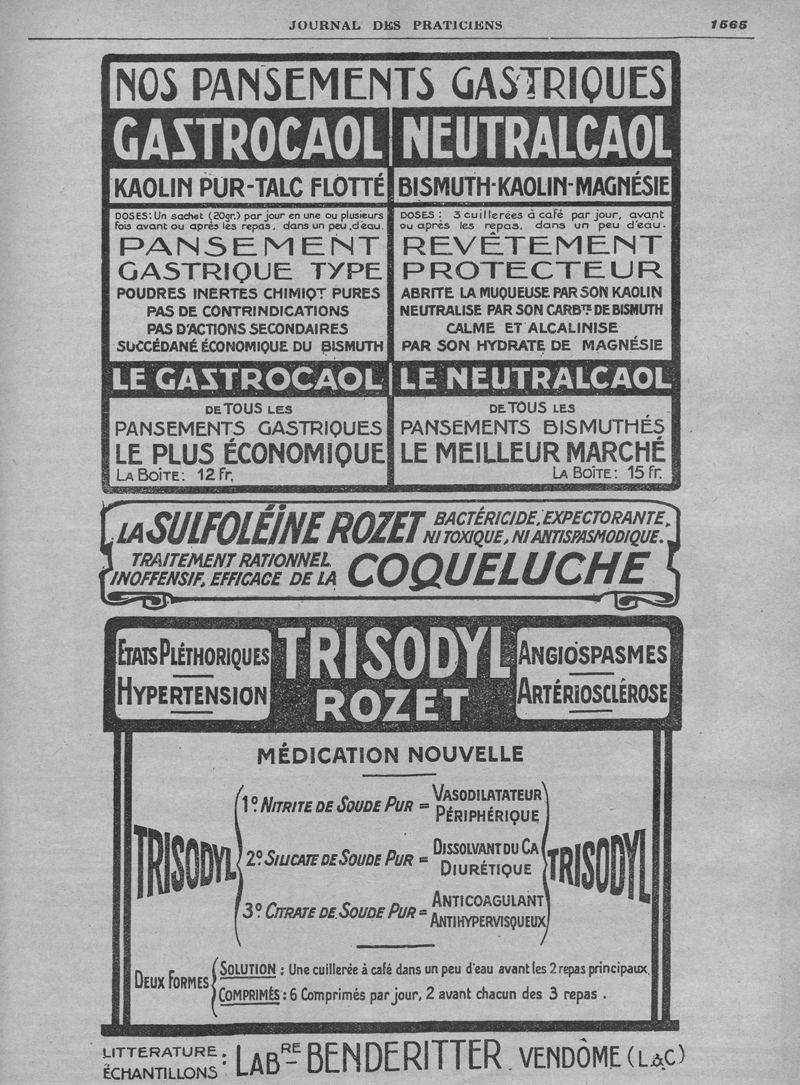 JOURNAL DES PRATICIENS 1565
NOS PANSEMENTS GASTRIQUES
GASTROCAOL
KAOLIN PUR-TALC FLOTTÉ
DOSES: Un sachet (20gr.) par jour en une ou plusieurs
fois avant ou après les repas, dans un peu d'eau.
PANSEMENT
GASTRIQUE TYPE
POUDRES INERTES CHIMIQT PURES
PAS DE CONTRINDICATIONS
PAS D'ACTIONS SECONDAIRES
SUCCÉDANÉ ÉCONOMIQUE DU BISMUTH
LE GASTROCAOL
DE TOUS LES
PANSEMENTS GASTRIQUES
LE PLUS ÉCONOMIQUE
LA BOÎTE: 12 Fr.
NEUTRALCAOL
BISMUTH-KAOLIN-MAGNÉSIE
DOSES: 3 cuillerées à café par jour, avant
ou après les repas, dans un peu d'eau.
REVÊTEMENT
PROTECTEUR
ABRITE LA MUQUEUSE PAR SON KAOLIN
NEUTRALISE PAR SON CARBTE DE BISMUTH
CALME ET ALCALINISE
PAR SON HYDRATE DE MAGNÉSIE
LE NEUTRALCAOL
DE TOUS LES
PANSEMENTS BISMUTHÉS
LE MEILLEUR MARCHÉ
LA BOÎTE: 15 Fr.
LA SULFOLÉÏNE ROZET BACTÉRICIDE, EXPECTORANTE,
NI TOXIQUE, NI ANTISPASMODIQUE.
TRAITEMENT RATIONNEL
INOFFENSIF, EFFICACE DE LA COQUELUCHE
ÉTATS PLÉTHORIQUES
HYPERTENSION
TRISODYL
ROZET
ANGIOSPASMES
ARTÉRIOSCLÉROSE
MÉDICATION NOUVELLE
TRISODYL
1º NITRITE DE SOUDE PUR = VASODILATATEUR
PÉRIPHÉRIQUE
2º SILICATE DE SOUDE PUR = DISSOLVANT DU CA
DIURÉTIQUE
3º CITRATE DE SOUDE PUR = ANTICOAGULANT
ANTIHYPERVISQUEUX
TRISODYL
DEUX FORMES
SOLUTION : Une cuillerée à café dans un peu d'eau avant les 2 repas principaux.
COMPRIMÉS : 6 Comprimés par jour, 2 avant chacun des 3 repas.
LITTÉRATURE
ÉCHANTILLONS : LABRE BENDERITTER. VENDÔME (L&C)